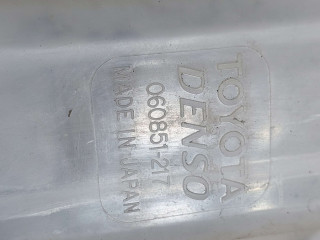 TOYOTA
DENSO
060851-217
MADE IN JAPAN